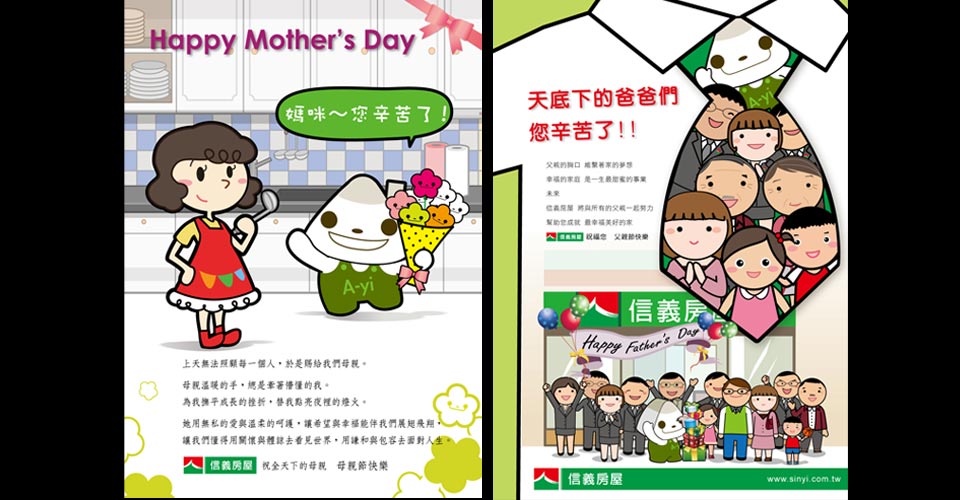 Happy Mother's Day
媽咪～您辛苦了!
A-yi
上天無法照顧每一個人，於是賜給我們母親。
母親溫暖的手，總是牽著懵懂的我。
為我撫平成長的挫折，替我點亮夜裡的燈火。
她用無私的愛與溫柔的呵護，讓希望與幸福能伴我們展翅飛翔，
讓我們懂得用關懷與體諒去看見世界，用謙和與包容去面對人生。
信義房屋 祝全天下的母親 母親節快樂
A-yi
天底下的爸爸們
您辛苦了!!
父親的胸口 維繫著來的夢想
幸福的家庭 是一生最甜蜜的事業
未來
信義房屋 將與所有的父親一起努力
幫助您成就 最幸福美好的家
信義房屋 祝福您 父親節快樂
信義房屋
Happy Father's Day
信義房屋
www.sinyi.com.tw